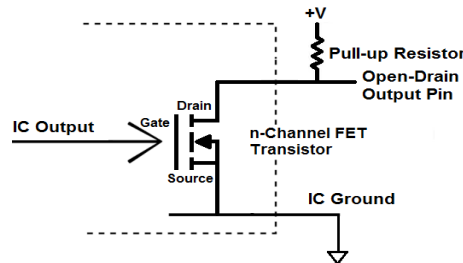 +V
Pull-up Resistor
Open-Drain
Output Pin
Drain
IC Output
Gate
n-Channel FET
Transistor
Source
IC Ground